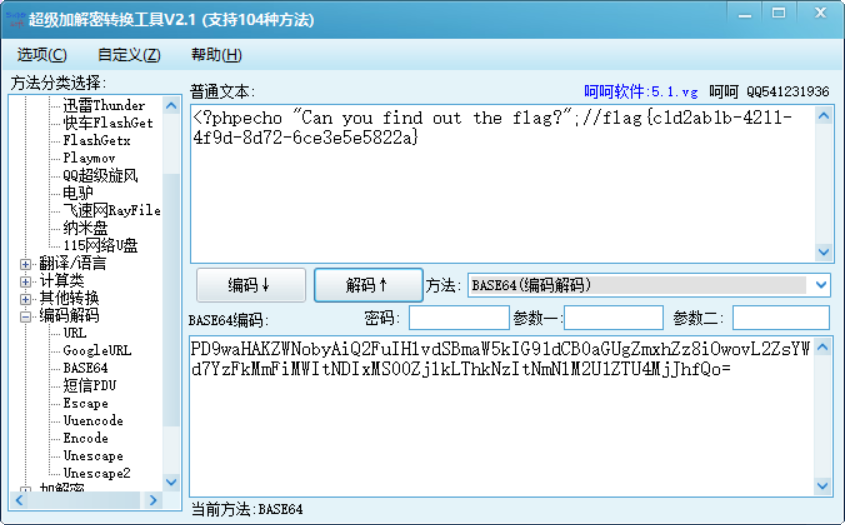 超级加解密转换工具V2.1 (支持104种方法)
选项(C) 自定义(Z) 帮助(H)
方法分类选择:
迅雷Thunder
快车FlashGet
FlashGetx
Playmov
QQ超级旋风
电驴
飞速网RayFile
纳米盘
115网络U盘
翻译/语言
计算类
其他转换
编码解码
URL
GoogleURL
BASE64
短信PDU
Escape
Uuencode
Encode
Unescape
Unescape2
加解密
普通文本: 呵呵软件:5.1.vg 呵呵 QQ541231936
<?phpecho "Can you find out the flag?";//flag{c1d2ab1b-4211-
4f9d-8d72-6ce3e5e5822a}
编码↓ 解码↑ 方法: BASE64(编码解码)
BASE64编码: 密码: 参数一: 参数二:
PD9waHAKZWNobyAiQ2FuIHlvdSBmaW5kIG91dCB0aGUgZmxhZz8iOwovL2ZsYW
d7YzFkMmFiMWItNDIxMS00ZjlkLThkNzItNmNlM2U1ZTU4MjJhfQo=
当前方法:BASE64